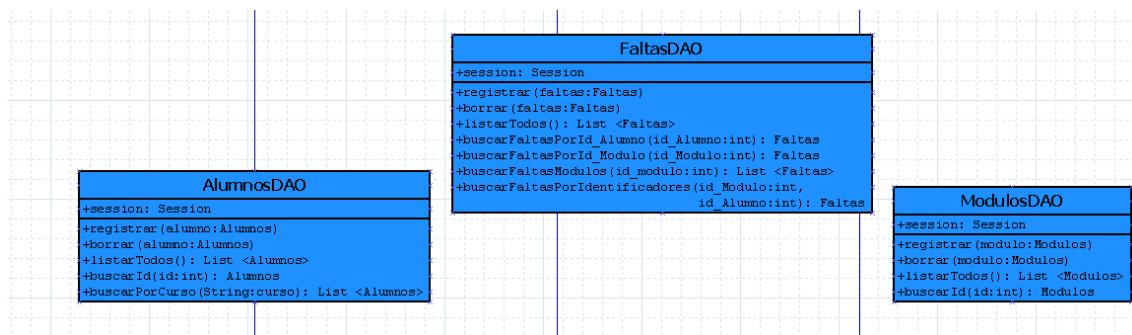 FaltasDAO
+session: Session
+registrar(faltas:Faltas)
+borrar(faltas:Faltas)
+listarTodos(): List <Faltas>
+buscarFaltasPorId_Alumno(id_Alumno:int): Faltas
+buscarFaltasPorId_Modulo(id_Modulo:int): Faltas
+buscarFaltasModulos(id_modulo:int): List <Faltas>
+buscarFaltasPorIdentificadores(id_Modulo:int,
id_Alumno:int): Faltas
AlumnosDAO
+session: Session
+registrar(alumno:Alumnos)
+borrar(alumno:Alumnos)
+listarTodos(): List <Alumnos>
+buscarId(id:int): Alumnos
+buscarPorCurso(String:curso): List <Alumnos>
ModulosDAO
+session: Session
+registrar(modulo:Modulos)
+borrar(modulo:Modulos)
+listarTodos(): List <Modulos>
+buscarId(id:int): Modulos